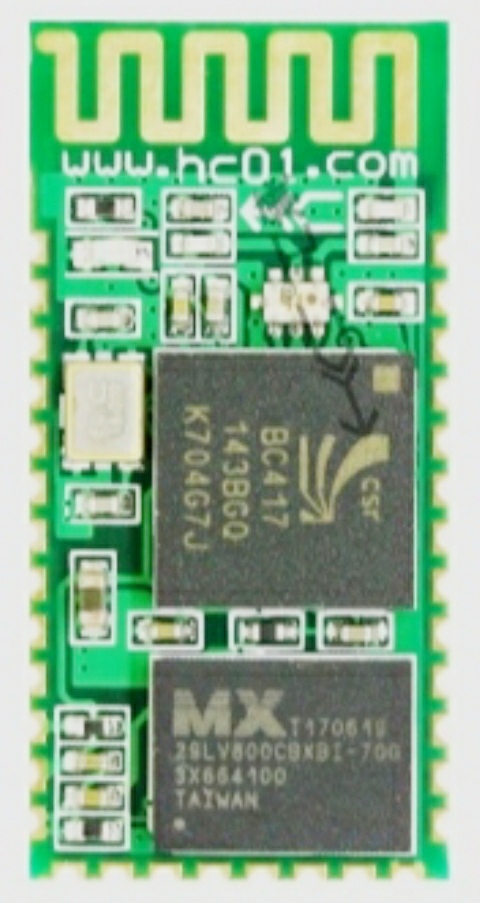 www.hc01.com
csr
BC417
143BGQ
K704G7J
MX T170619
29LV800CBXBI-70G
3X664100
TAIWAN